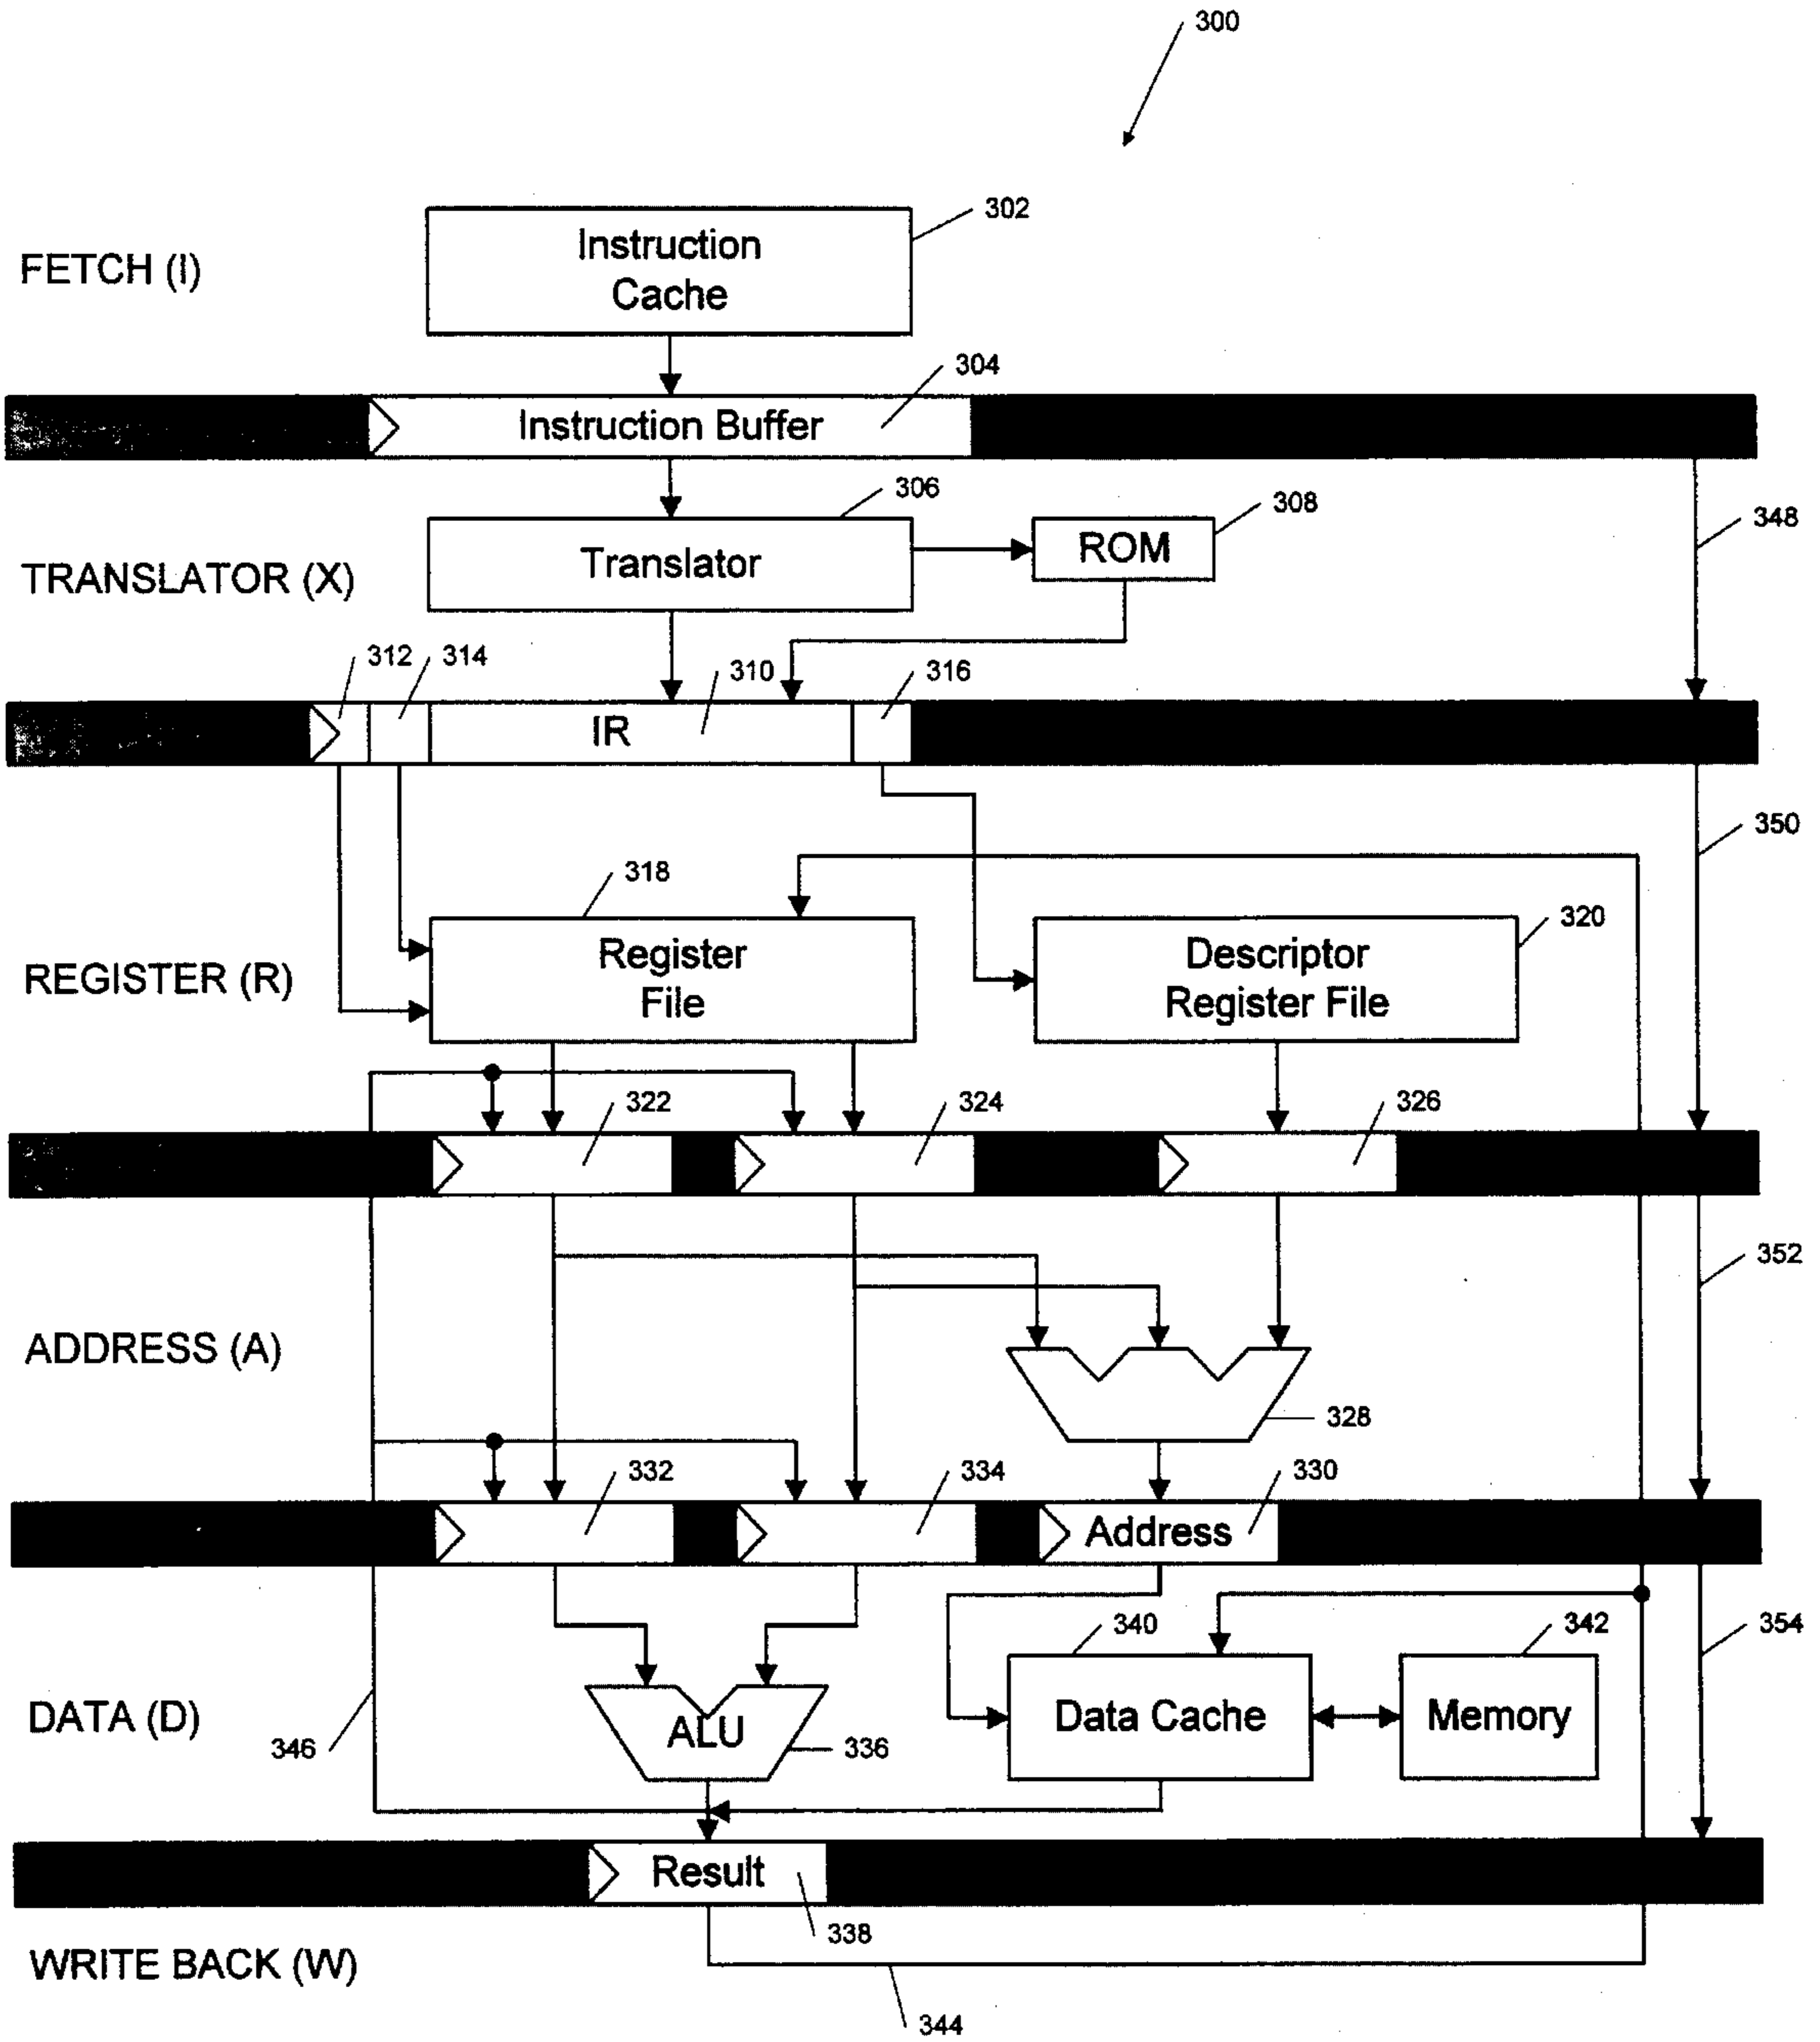 300
302
Instruction
Cache
FETCH (I)
304
Instruction Buffer
306
308
348
Translator
ROM
TRANSLATOR (X)
312
314
310
316
IR
350
318
320
Register
File
Descriptor
Register File
REGISTER (R)
322
324
326
352
ADDRESS (A)
328
332
334
330
Address
340
342
354
DATA (D)
346
ALU
336
Data Cache
Memory
Result
338
WRITE BACK (W)
344